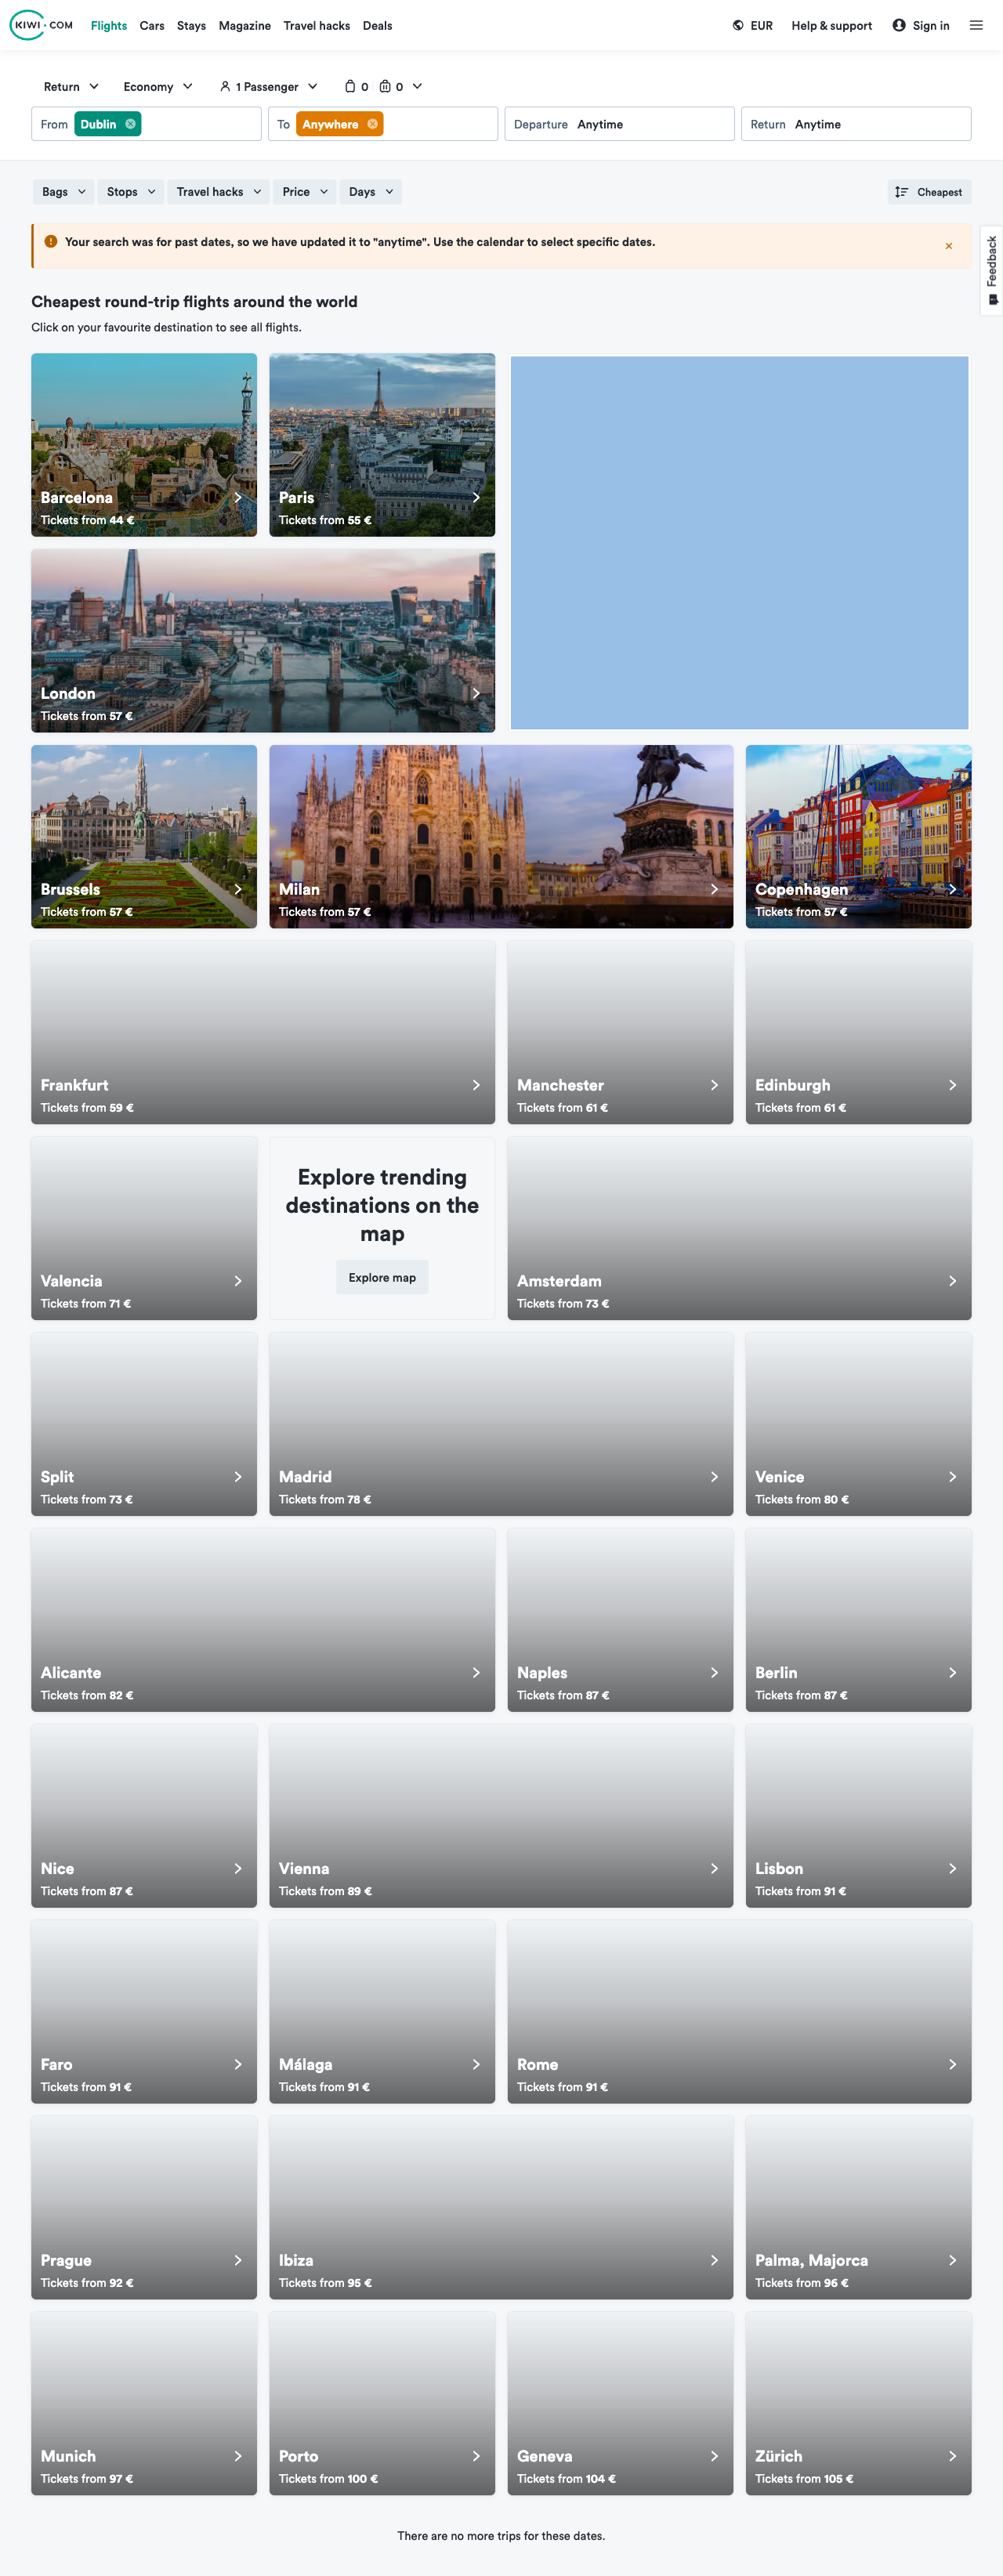 KIWI.COM Flights Cars Stays Magazine Travel hacks Deals EUR Help & support Sign in
Return Economy 1 Passenger 0 0
From Dublin To Anywhere Departure Anytime Return Anytime
Bags Stops Travel hacks Price Days Cheapest
Your search was for past dates, so we have updated it to "anytime". Use the calendar to select specific dates.
Feedback
Cheapest round-trip flights around the world
Click on your favourite destination to see all flights.
Barcelona
Tickets from 44 €
Paris
Tickets from 55 €
London
Tickets from 57 €
Brussels
Tickets from 57 €
Milan
Tickets from 57 €
Copenhagen
Tickets from 57 €
Frankfurt
Tickets from 59 €
Manchester
Tickets from 61 €
Edinburgh
Tickets from 61 €
Valencia
Tickets from 71 €
Explore trending
destinations on the
map
Explore map
Amsterdam
Tickets from 73 €
Split
Tickets from 73 €
Madrid
Tickets from 78 €
Venice
Tickets from 80 €
Alicante
Tickets from 82 €
Naples
Tickets from 87 €
Berlin
Tickets from 87 €
Nice
Tickets from 87 €
Vienna
Tickets from 89 €
Lisbon
Tickets from 91 €
Faro
Tickets from 91 €
Málaga
Tickets from 91 €
Rome
Tickets from 91 €
Prague
Tickets from 92 €
Ibiza
Tickets from 95 €
Palma, Majorca
Tickets from 96 €
Munich
Tickets from 97 €
Porto
Tickets from 100 €
Geneva
Tickets from 104 €
Zürich
Tickets from 105 €
There are no more trips for these dates.